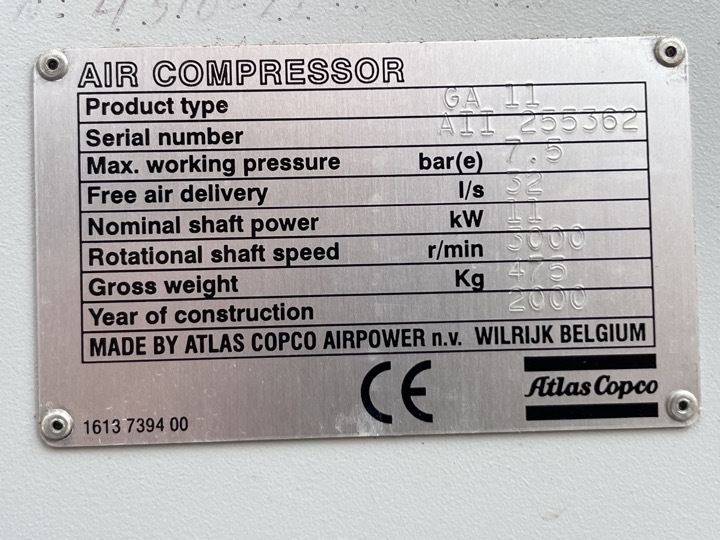 AIR COMPRESSOR
Product type GA 11
Serial number AII 255362
Max. working pressure bar(e) 7.5
Free air delivery l/s 32
Nominal shaft power kW 11
Rotational shaft speed r/min 3000
Gross weight Kg 475
Year of construction 2000
MADE BY ATLAS COPCO AIRPOWER n.v. WILRIJK BELGIUM
CE
Atlas Copco
1613 7394 00